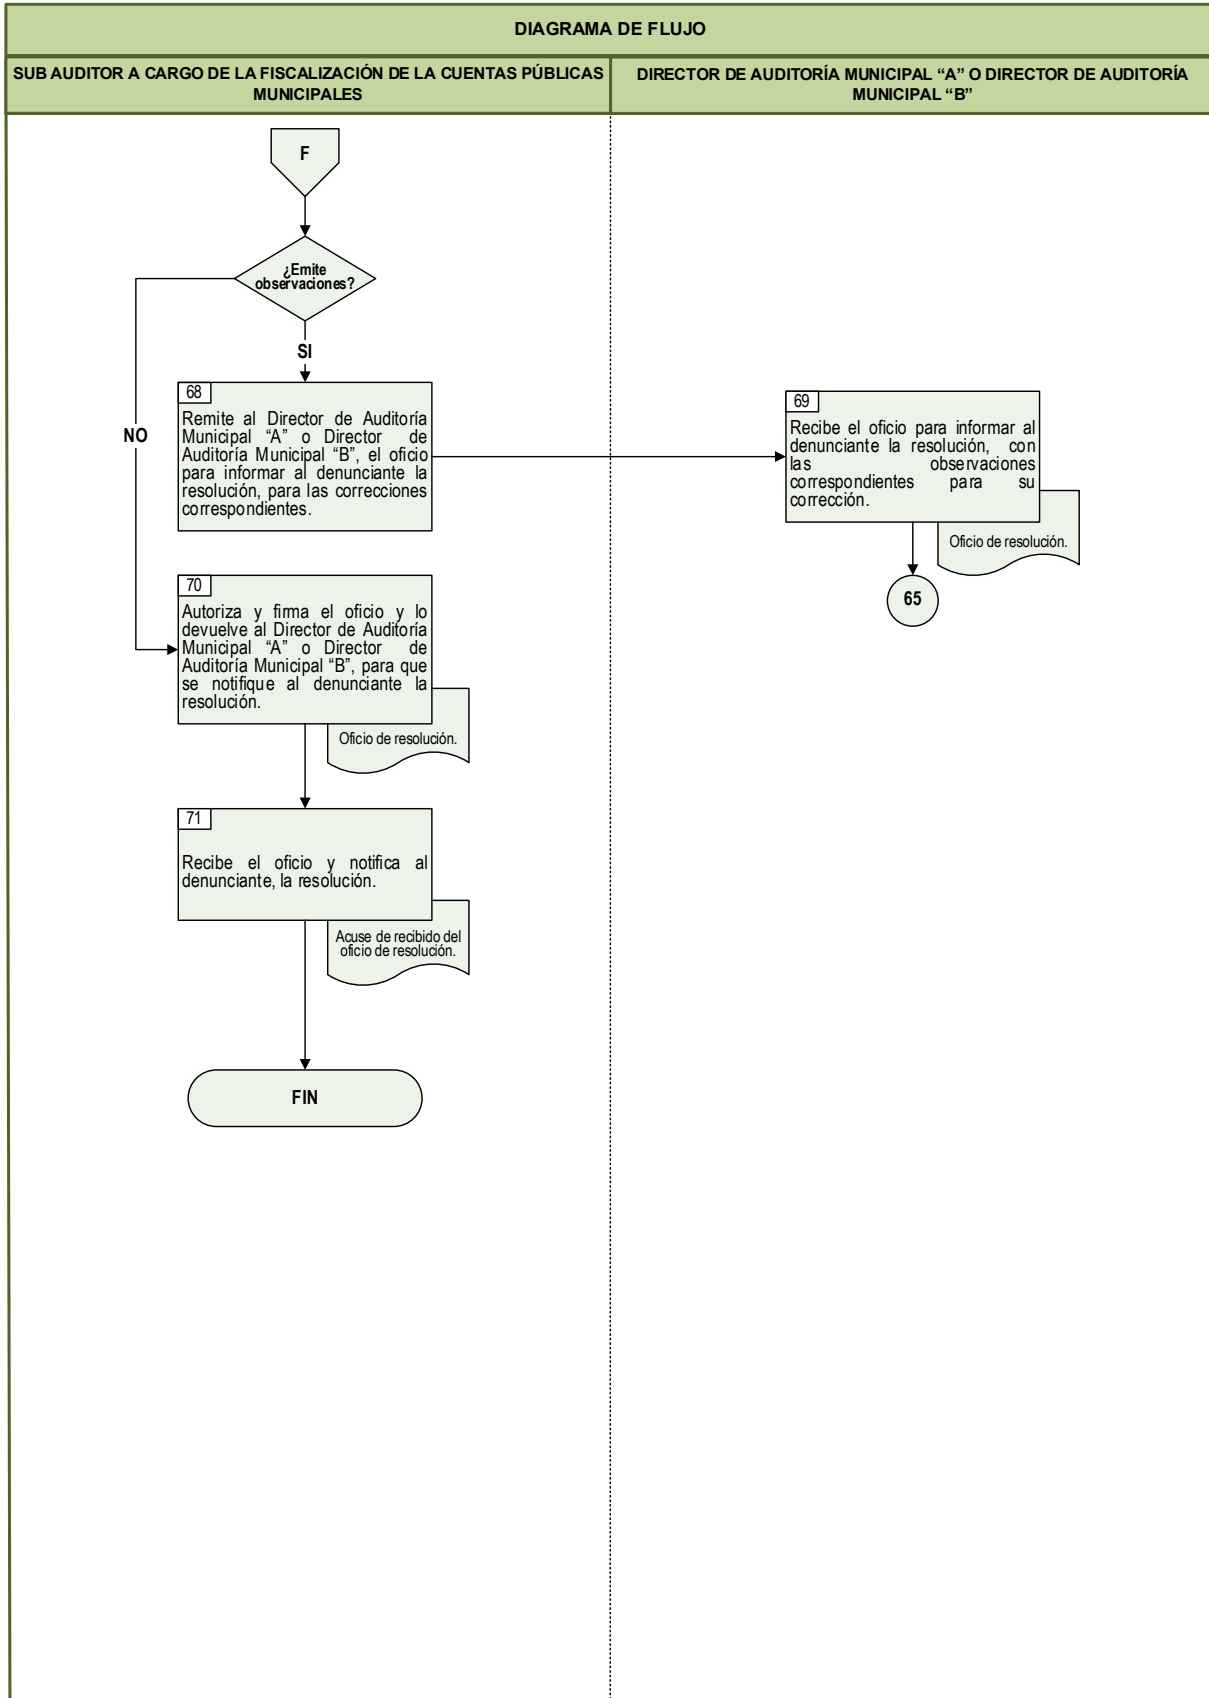 DIAGRAMA DE FLUJO
SUB AUDITOR A CARGO DE LA FISCALIZACIÓN DE LA CUENTAS PÚBLICAS
MUNICIPALES
DIRECTOR DE AUDITORÍA MUNICIPAL “A” O DIRECTOR DE AUDITORÍA
MUNICIPAL “B”
F
¿Emite
observaciones?
SI
NO
68
Remite al Director de Auditoría
Municipal “A” o Director de
Auditoría Municipal “B”, el oficio
para informar al denunciante la
resolución, para las correcciones
correspondientes.
69
Recibe el oficio para informar al
denunciante la resolución, con
las observaciones
correspondientes para su
corrección.
Oficio de resolución.
65
70
Autoriza y firma el oficio y lo
devuelve al Director de Auditoría
Municipal “A” o Director de
Auditoría Municipal “B”, para que
se notifique al denunciante la
resolución.
Oficio de resolución.
71
Recibe el oficio y notifica al
denunciante, la resolución.
Acuse de recibido del
oficio de resolución.
FIN